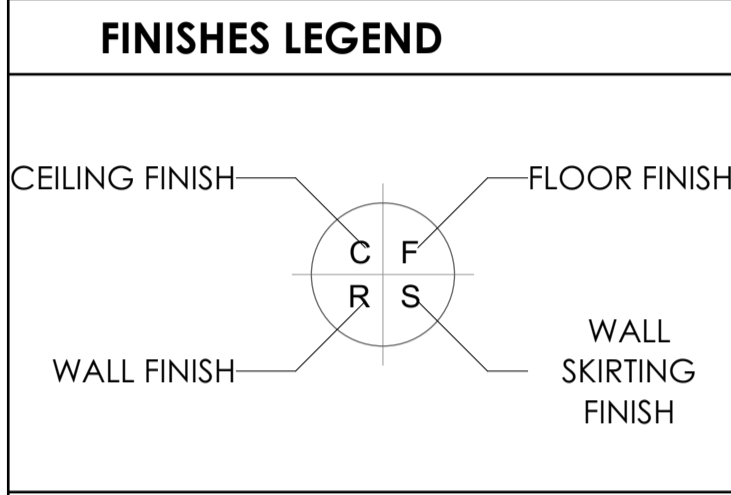 FINISHES LEGEND
CEILING FINISH
FLOOR FINISH
C F
R S
WALL FINISH
WALL
SKIRTING
FINISH